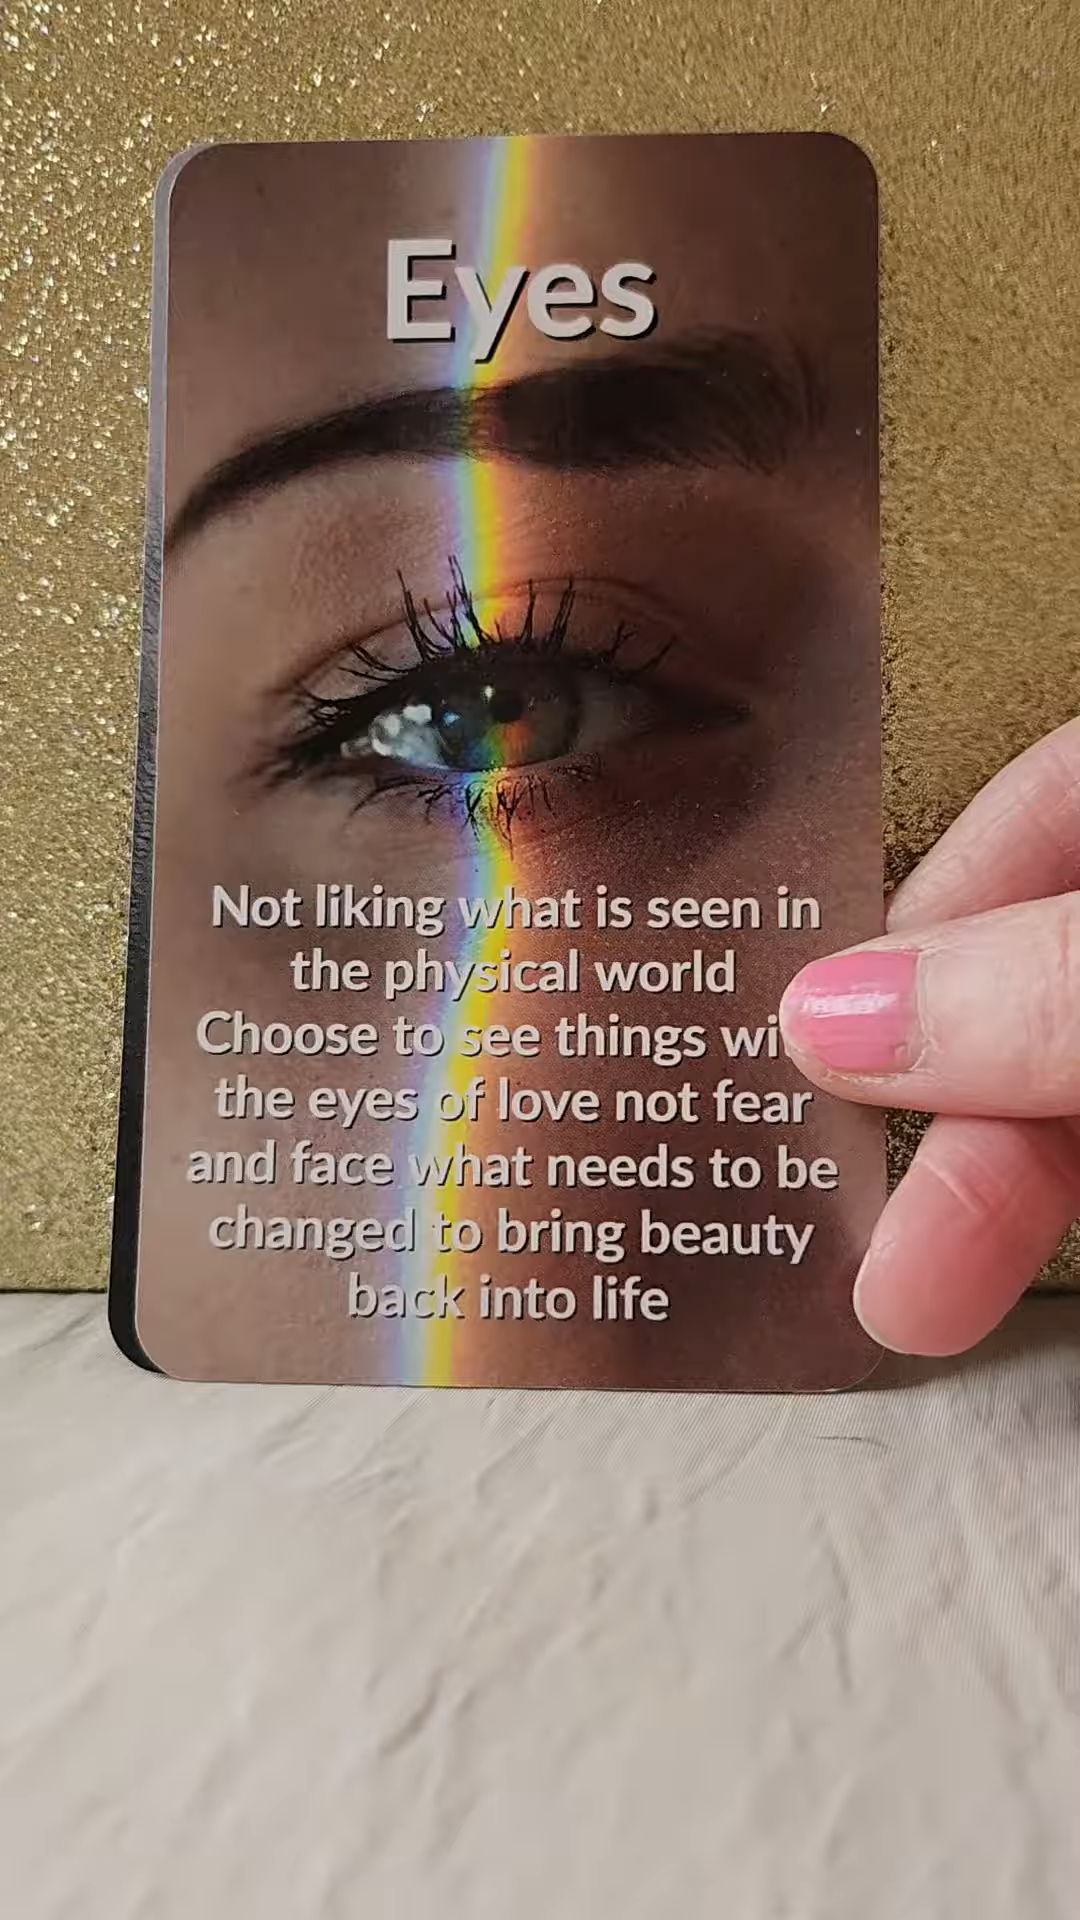 Eyes
Not liking what is seen in
the physical world
Choose to see things
the eyes of love not fear
and face what needs to be
changed to bring beauty
back into life